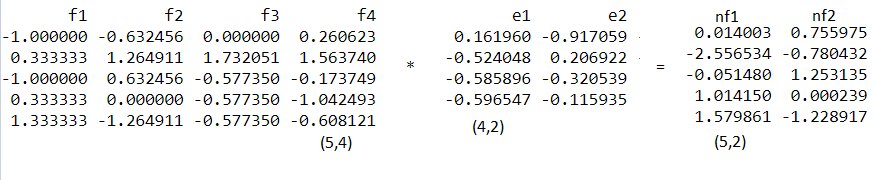 f1 f2 f3 f4 e1 e2 nf1 nf2
-1.000000 -0.632456 0.000000 0.260623 0.161960 -0.917059 0.014003 0.755975
0.333333 1.264911 1.732051 1.563740 -0.524048 0.206922 -2.556534 -0.780432
-1.000000 0.632456 -0.577350 -0.173749 * -0.585896 -0.320539 = -0.051480 1.253135
0.333333 0.000000 -0.577350 -1.042493 -0.596547 -0.115935 1.014150 0.000239
1.333333 -1.264911 -0.577350 -0.608121 (4,2) 1.579861 -1.228917
(5,4) (5,2)